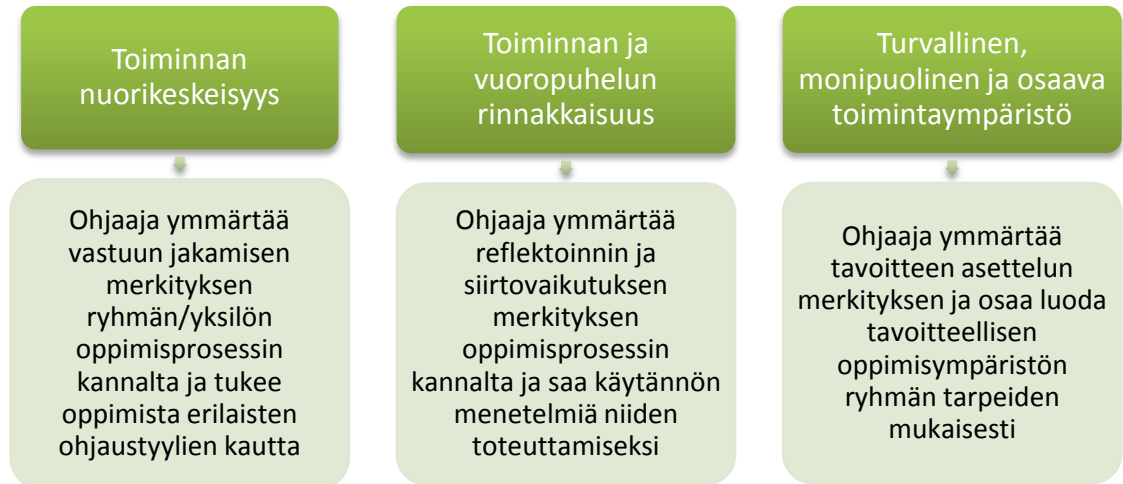 Toiminnan
nuorikeskeisyys
Ohjaaja ymmärtää
vastuun jakamisen
merkityksen
ryhmän/yksilön
oppimisprosessin
kannalta ja tukee
oppimista erilaisten
ohjaustyylien kautta
Toiminnan ja
vuoropuhelun
rinnakkaisuus
Ohjaaja ymmärtää
reflektoinnin ja
siirtovaikutuksen
merkityksen
oppimisprosessin
kannalta ja saa käytännön
menetelmiä niiden
toteuttamiseksi
Turvallinen,
monipuolinen ja osaava
toimintaympäristö
Ohjaaja ymmärtää
tavoitteen asettelun
merkityksen ja osaa luoda
tavoitteellisen
oppimisympäristön
ryhmän tarpeiden
mukaisesti